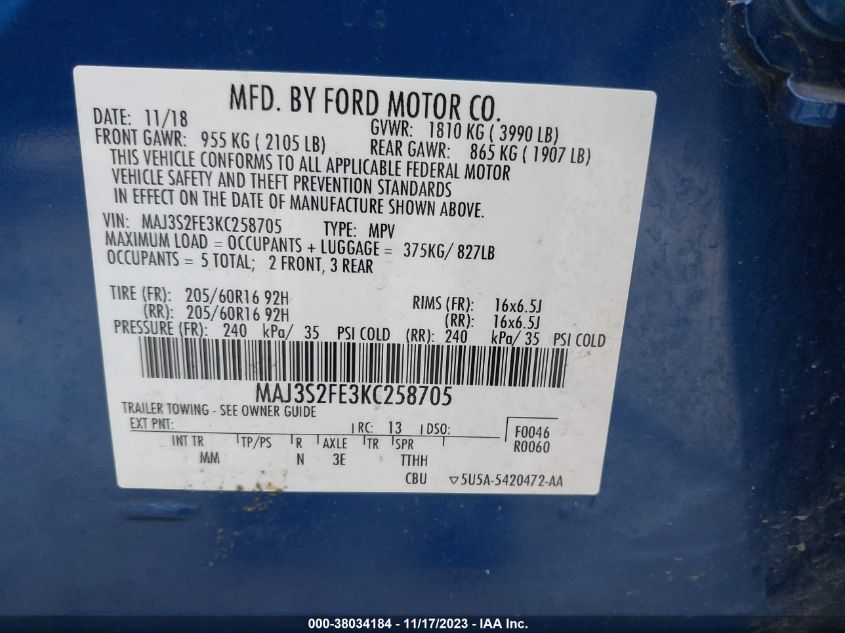 MFD. BY FORD MOTOR CO.
DATE: 11/18 GVWR: 1810 KG ( 3990 LB)
FRONT GAWR: 955 KG ( 2105 LB) REAR GAWR: 865 KG ( 1907 LB)
THIS VEHICLE CONFORMS TO ALL APPLICABLE FEDERAL MOTOR
VEHICLE SAFETY AND THEFT PREVENTION STANDARDS
IN EFFECT ON THE DATE OF MANUFACTURE SHOWN ABOVE.
VIN: MAJ3S2FE3KC258705 TYPE: MPV
MAXIMUM LOAD = OCCUPANTS + LUGGAGE = 375KG/ 827LB
OCCUPANTS = 5 TOTAL; 2 FRONT, 3 REAR
TIRE (FR): 205/60R16 92H RIMS (FR): 16x6.5J
(RR): 205/60R16 92H (RR): 16x6.5J
PRESSURE (FR): 240 kPa/ 35 PSI COLD (RR): 240 kPa/ 35 PSI COLD
MAJ3S2FE3KC258705
TRAILER TOWING - SEE OWNER GUIDE
EXT PNT: RC: 13 DSO: F0046
R0060
INT TR TP/PS R AXLE TR SPR
MM N 3E TTHH
CBU 5U5A-5420472-AA
000-38034184 - 11/17/2023 - IAAI.com.